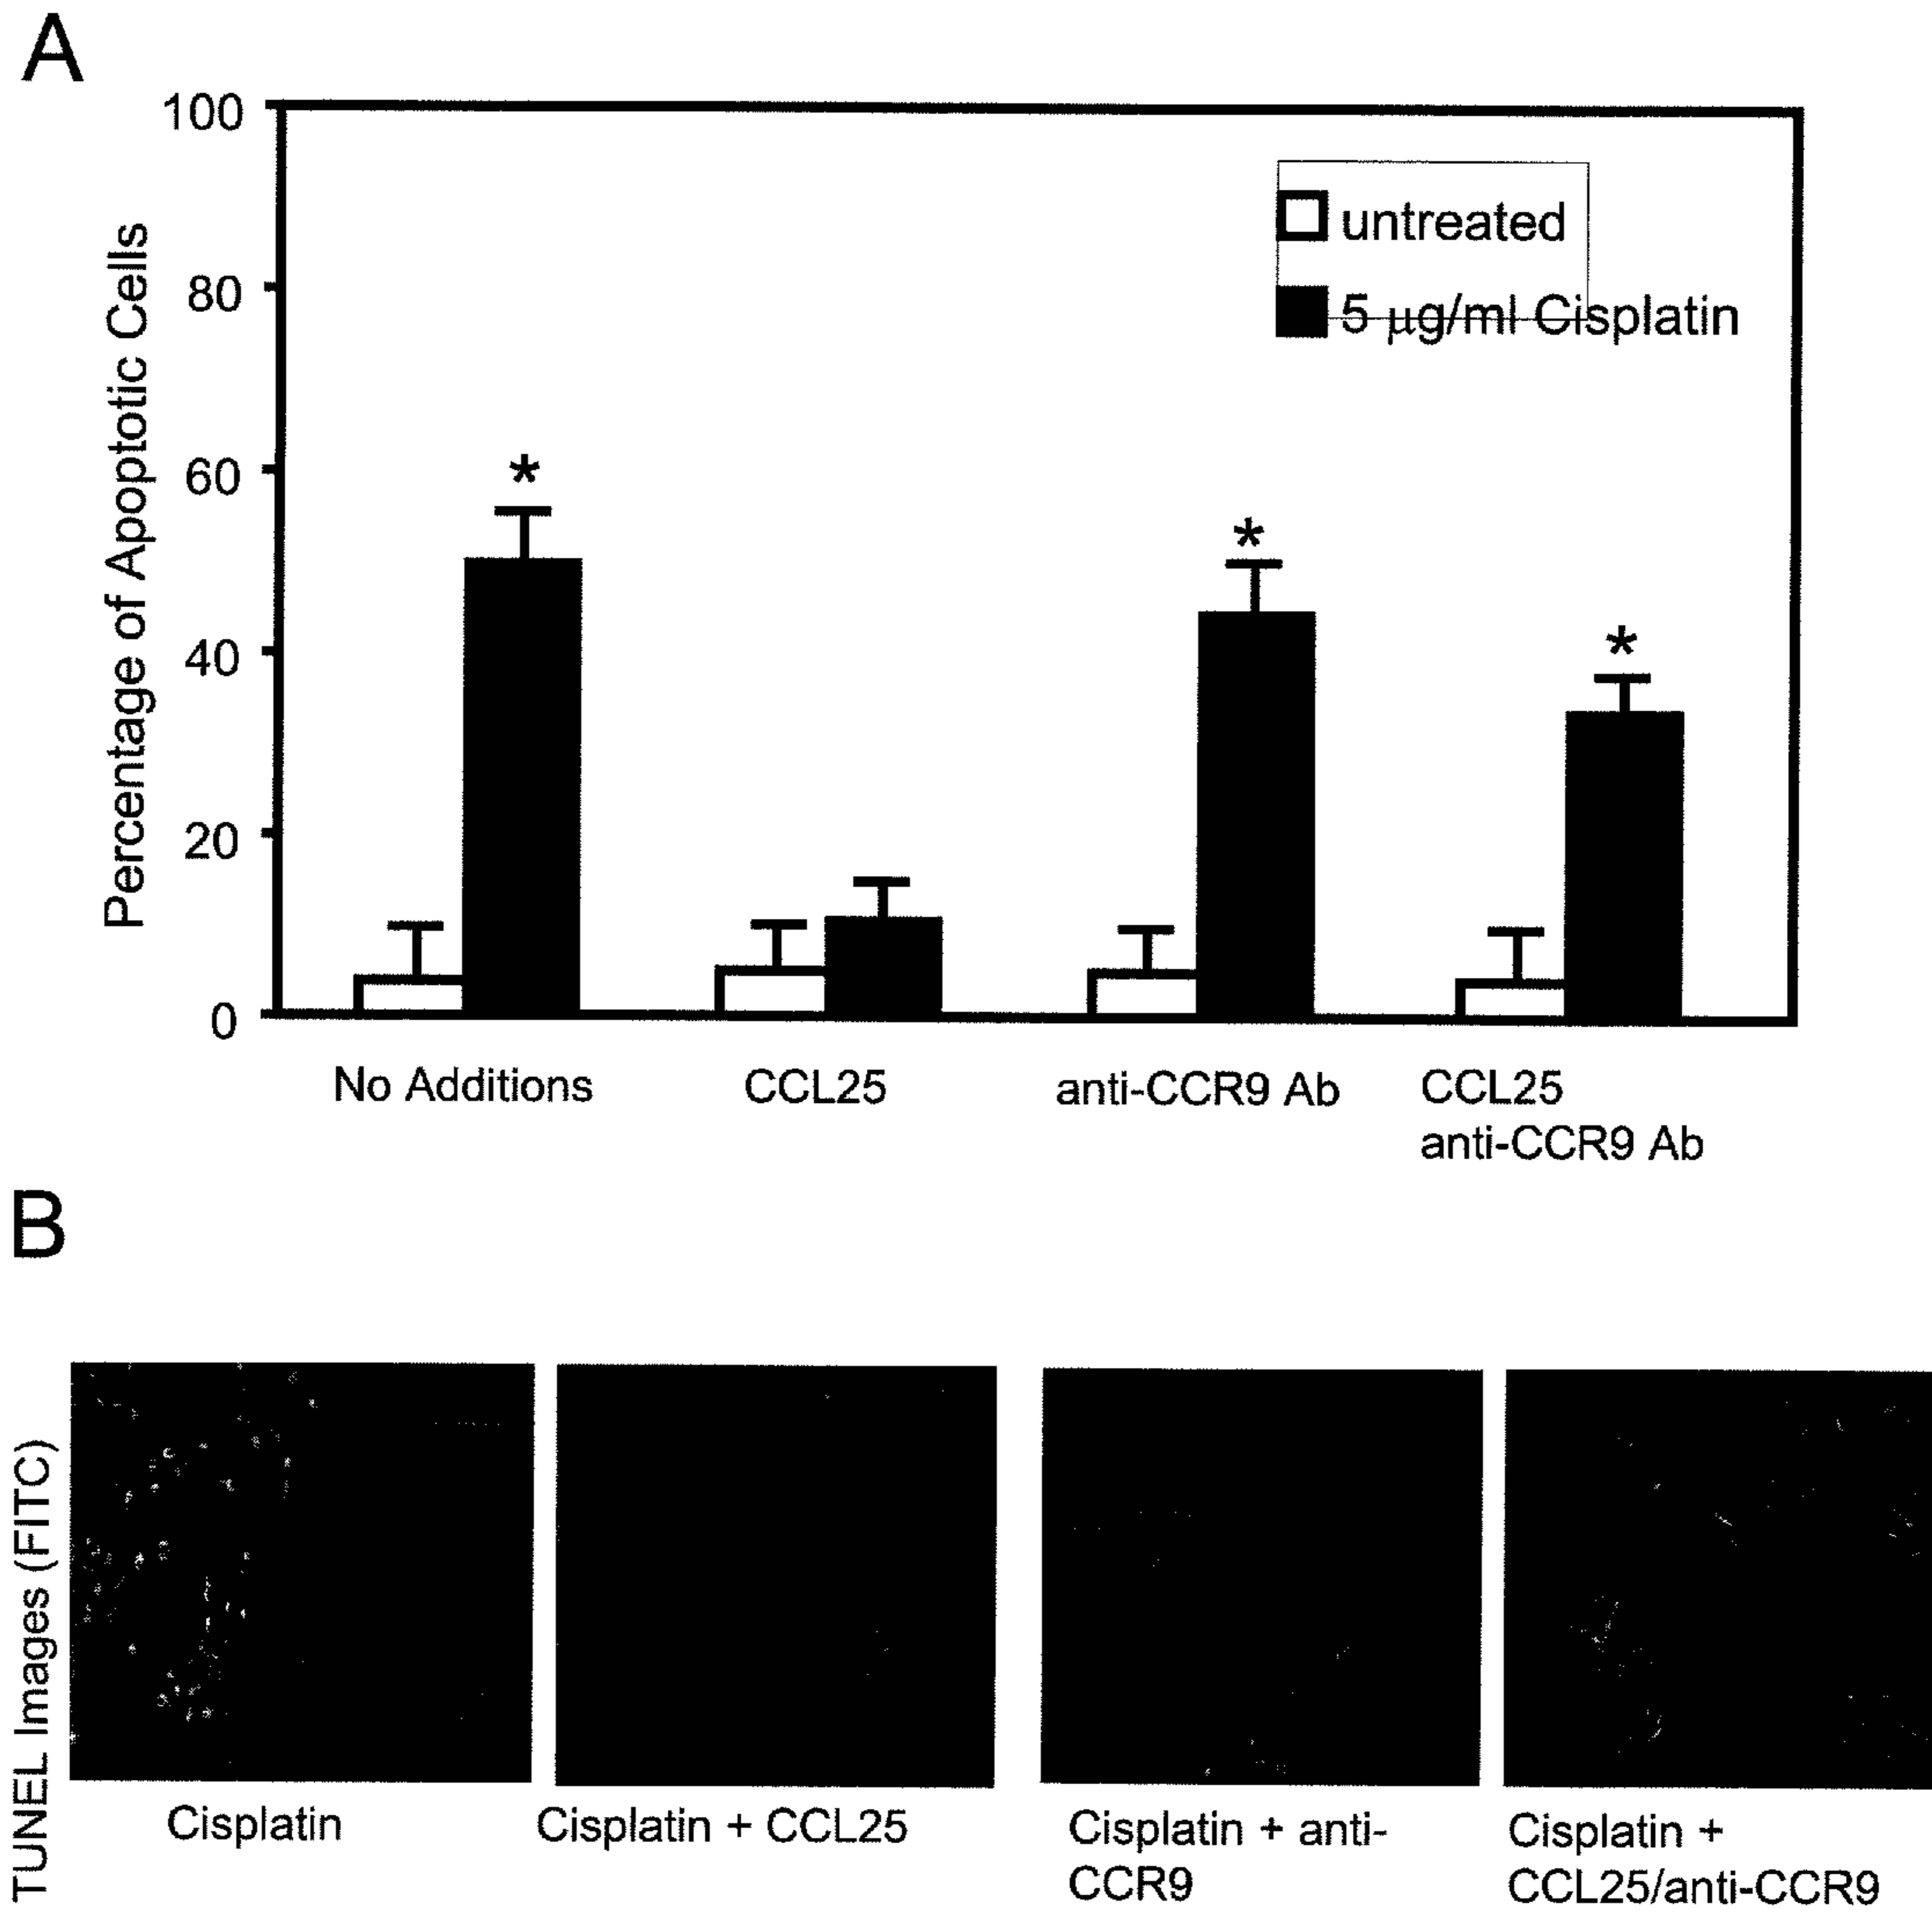 A
100
80
60
40
20
0
Percentage of Apoptotic Cells
untreated
5 µg/ml Cisplatin
*
*
*
No Additions
CCL25
anti-CCR9 Ab
CCL25
anti-CCR9 Ab
B
TUNEL Images (FITC)
Cisplatin
Cisplatin + CCL25
Cisplatin + anti-
CCR9
Cisplatin +
CCL25/anti-CCR9